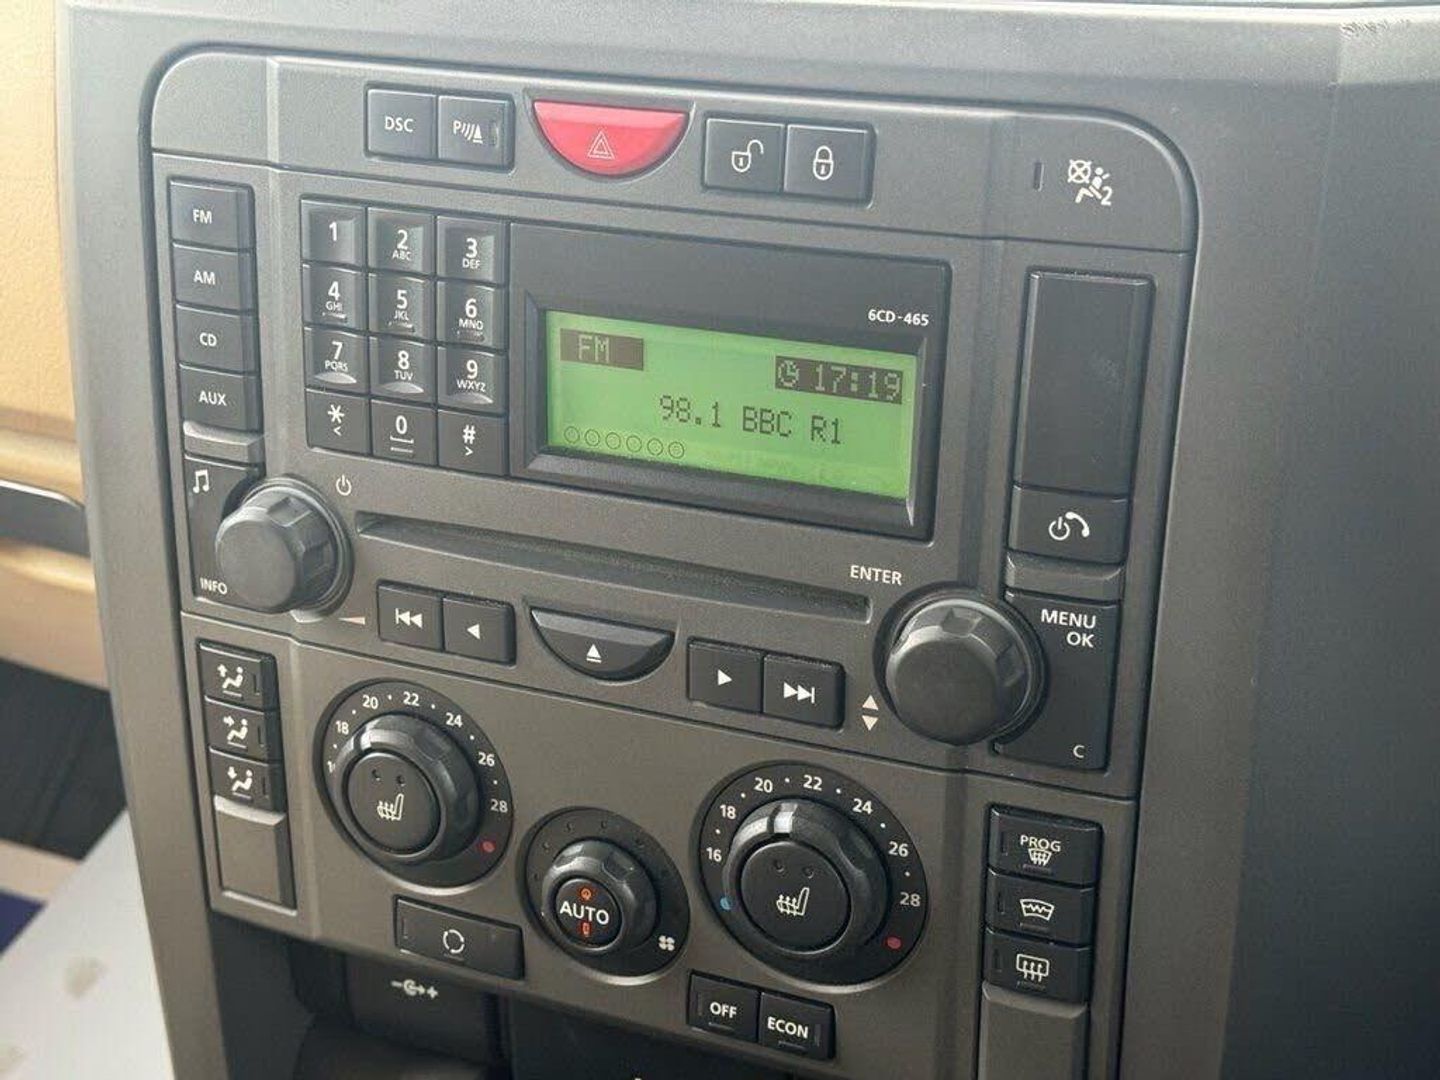 DSC P
2
FM
AM
CD
AUX
1 2 ABC 3 DEF
4 GHI 5 JKL 6 MNO
7 PQRS 8 TUV 9 WXYZ
* < 0 # >
6CD-465
FM 17:19
98.1 BBC R1
INFO
ENTER
MENU
OK
C
18 20 22 24 26 28
AUTO
16 18 20 22 24 26 28
PROG
OFF ECON